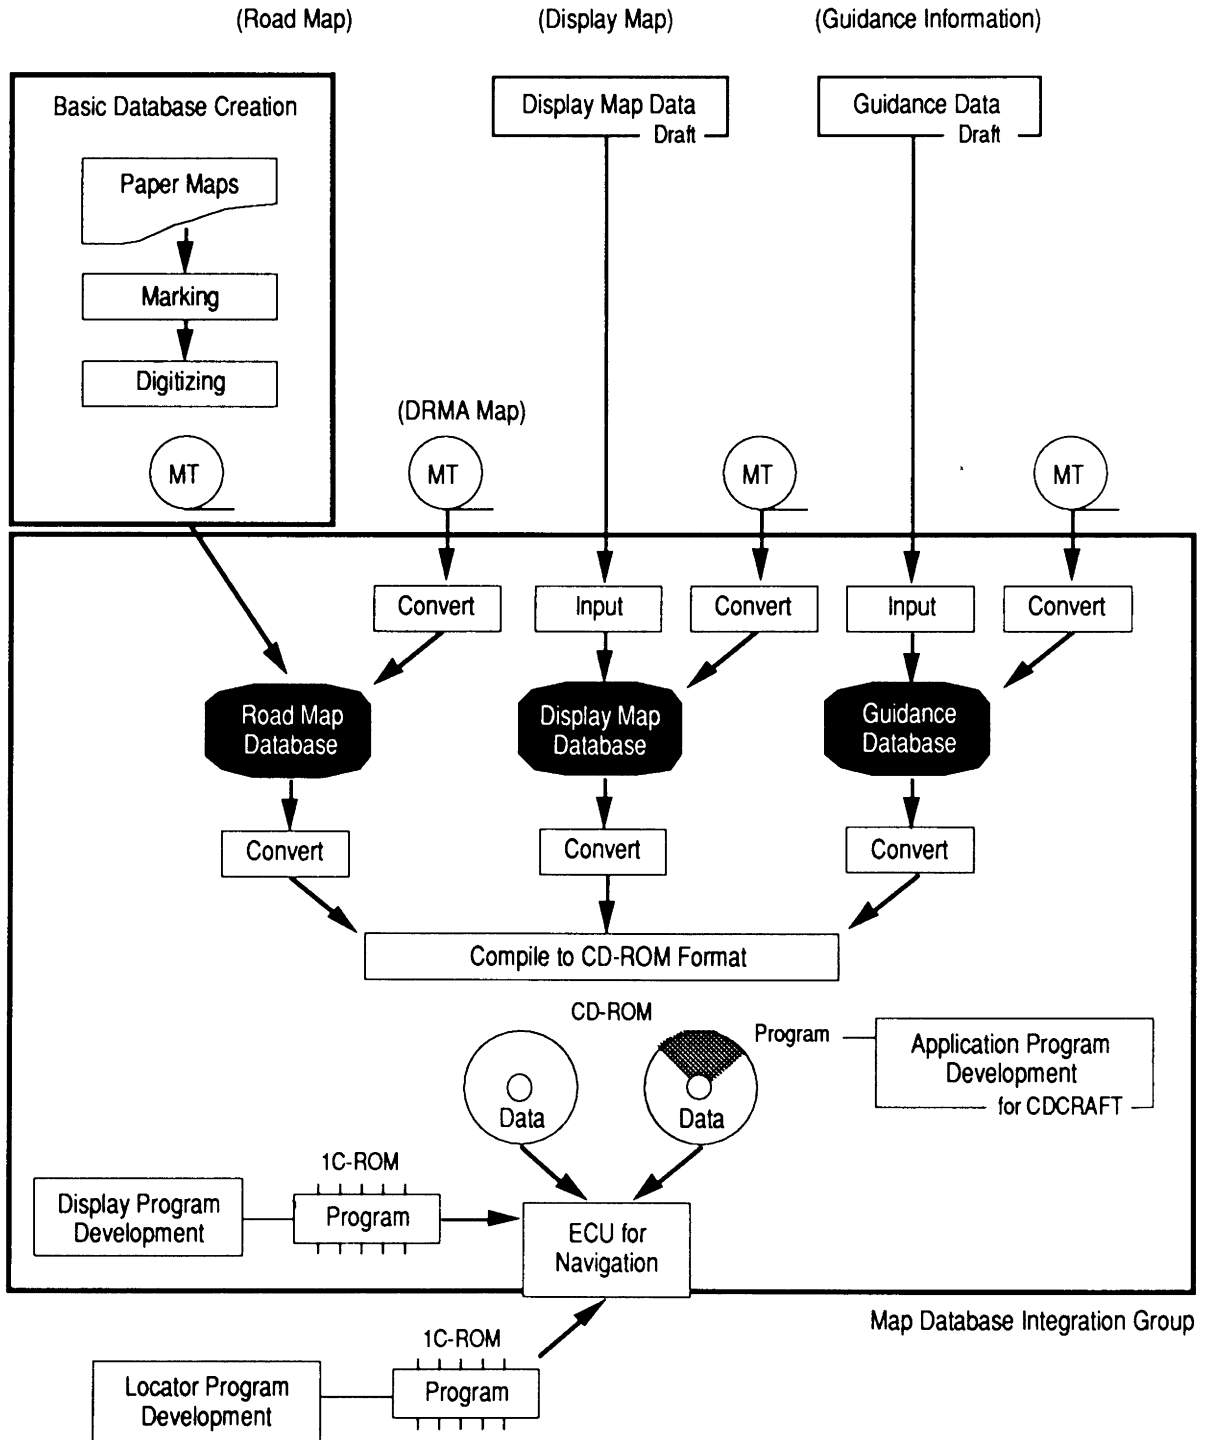 (Road Map)
(Display Map)
(Guidance Information)
Basic Database Creation
Display Map Data
Draft
Guidance Data
Draft
Paper Maps
Marking
Digitizing
(DRMA Map)
MT
MT
MT
MT
Convert
Input
Convert
Input
Convert
Road Map
Database
Display Map
Database
Guidance
Database
Convert
Convert
Convert
Compile to CD-ROM Format
CD-ROM
Data
Data
Program
Application Program
Development
for CDCRAFT
1C-ROM
Display Program
Development
Program
ECU for
Navigation
Map Database Integration Group
1C-ROM
Locator Program
Development
Program